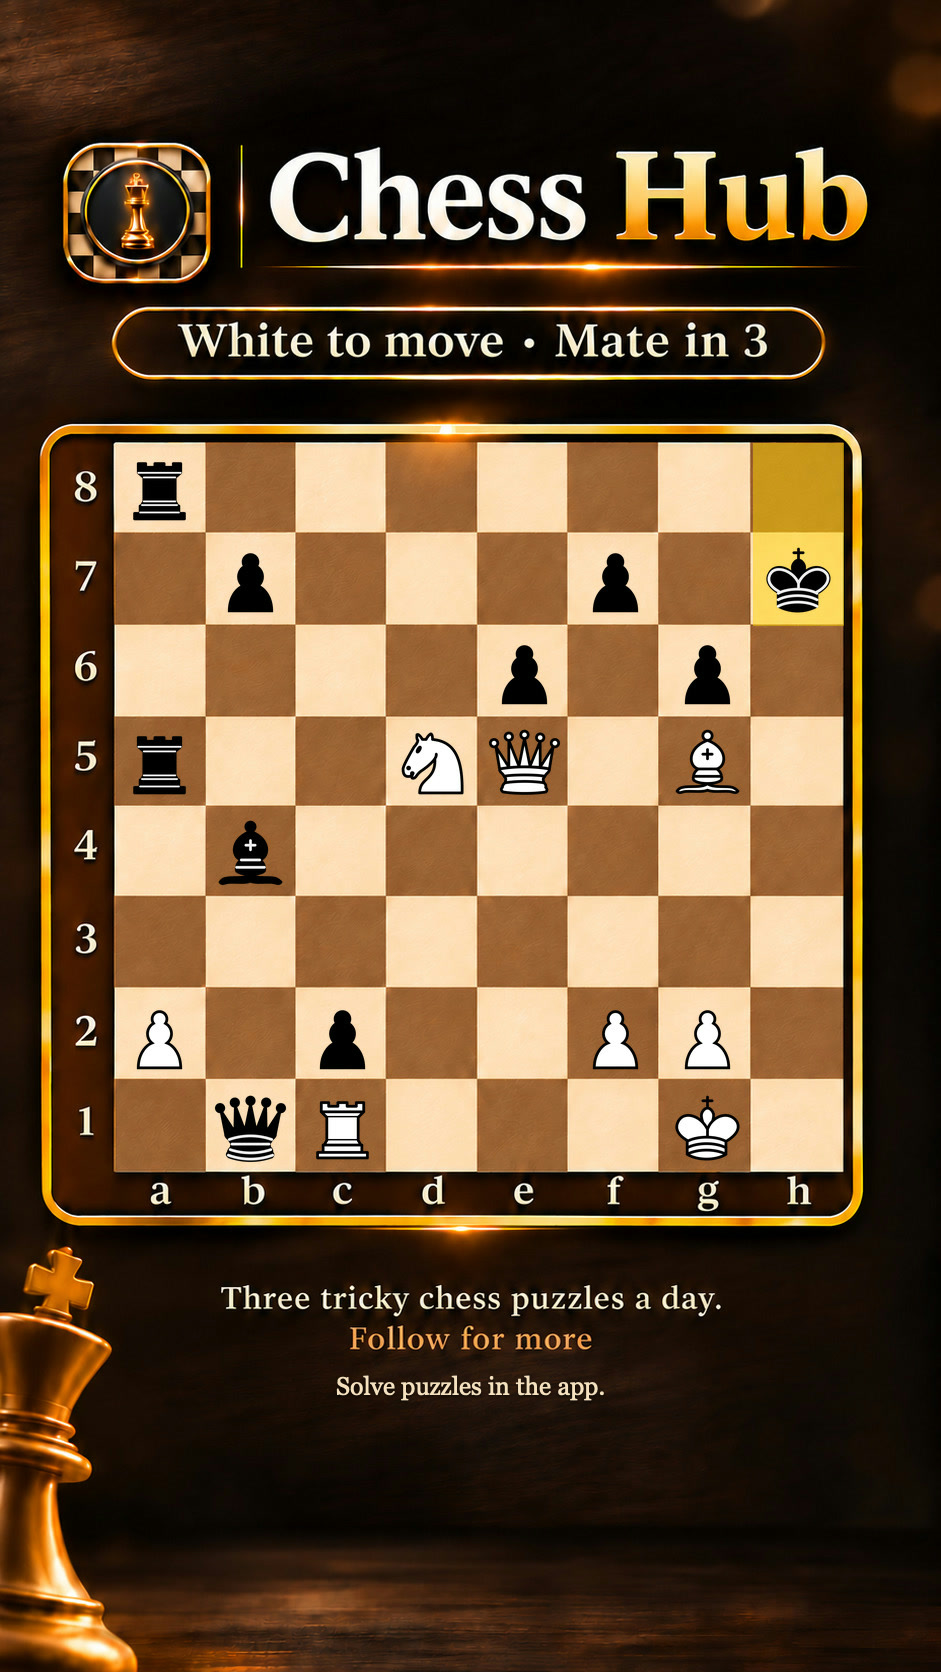 Chess Hub
White to move • Mate in 3
8
7
6
5
4
3
2
1
a b c d e f g h
Three tricky chess puzzles a day.
Follow for more
Solve puzzles in the app.